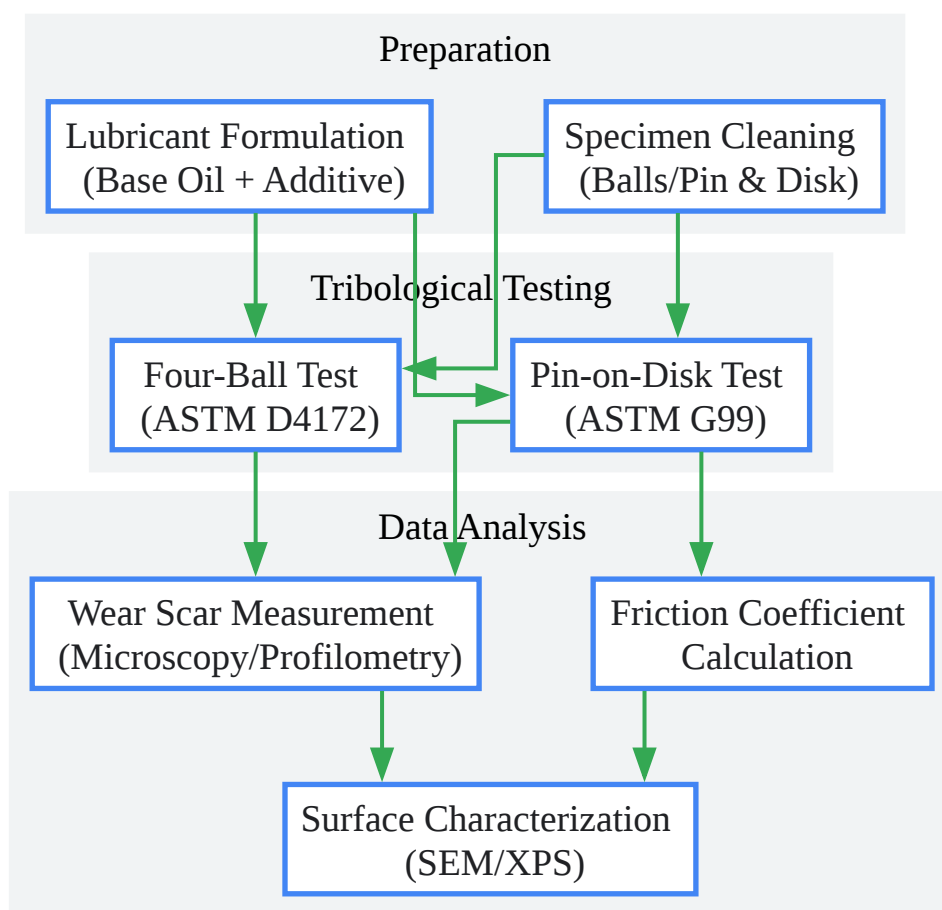 Preparation
Lubricant Formulation
(Base Oil + Additive)
Specimen Cleaning
(Balls/Pin & Disk)
Tribological Testing
Four-Ball Test
(ASTM D4172)
Pin-on-Disk Test
(ASTM G99)
Data Analysis
Wear Scar Measurement
(Microscopy/Profilometry)
Friction Coefficient
Calculation
Surface Characterization
(SEM/XPS)